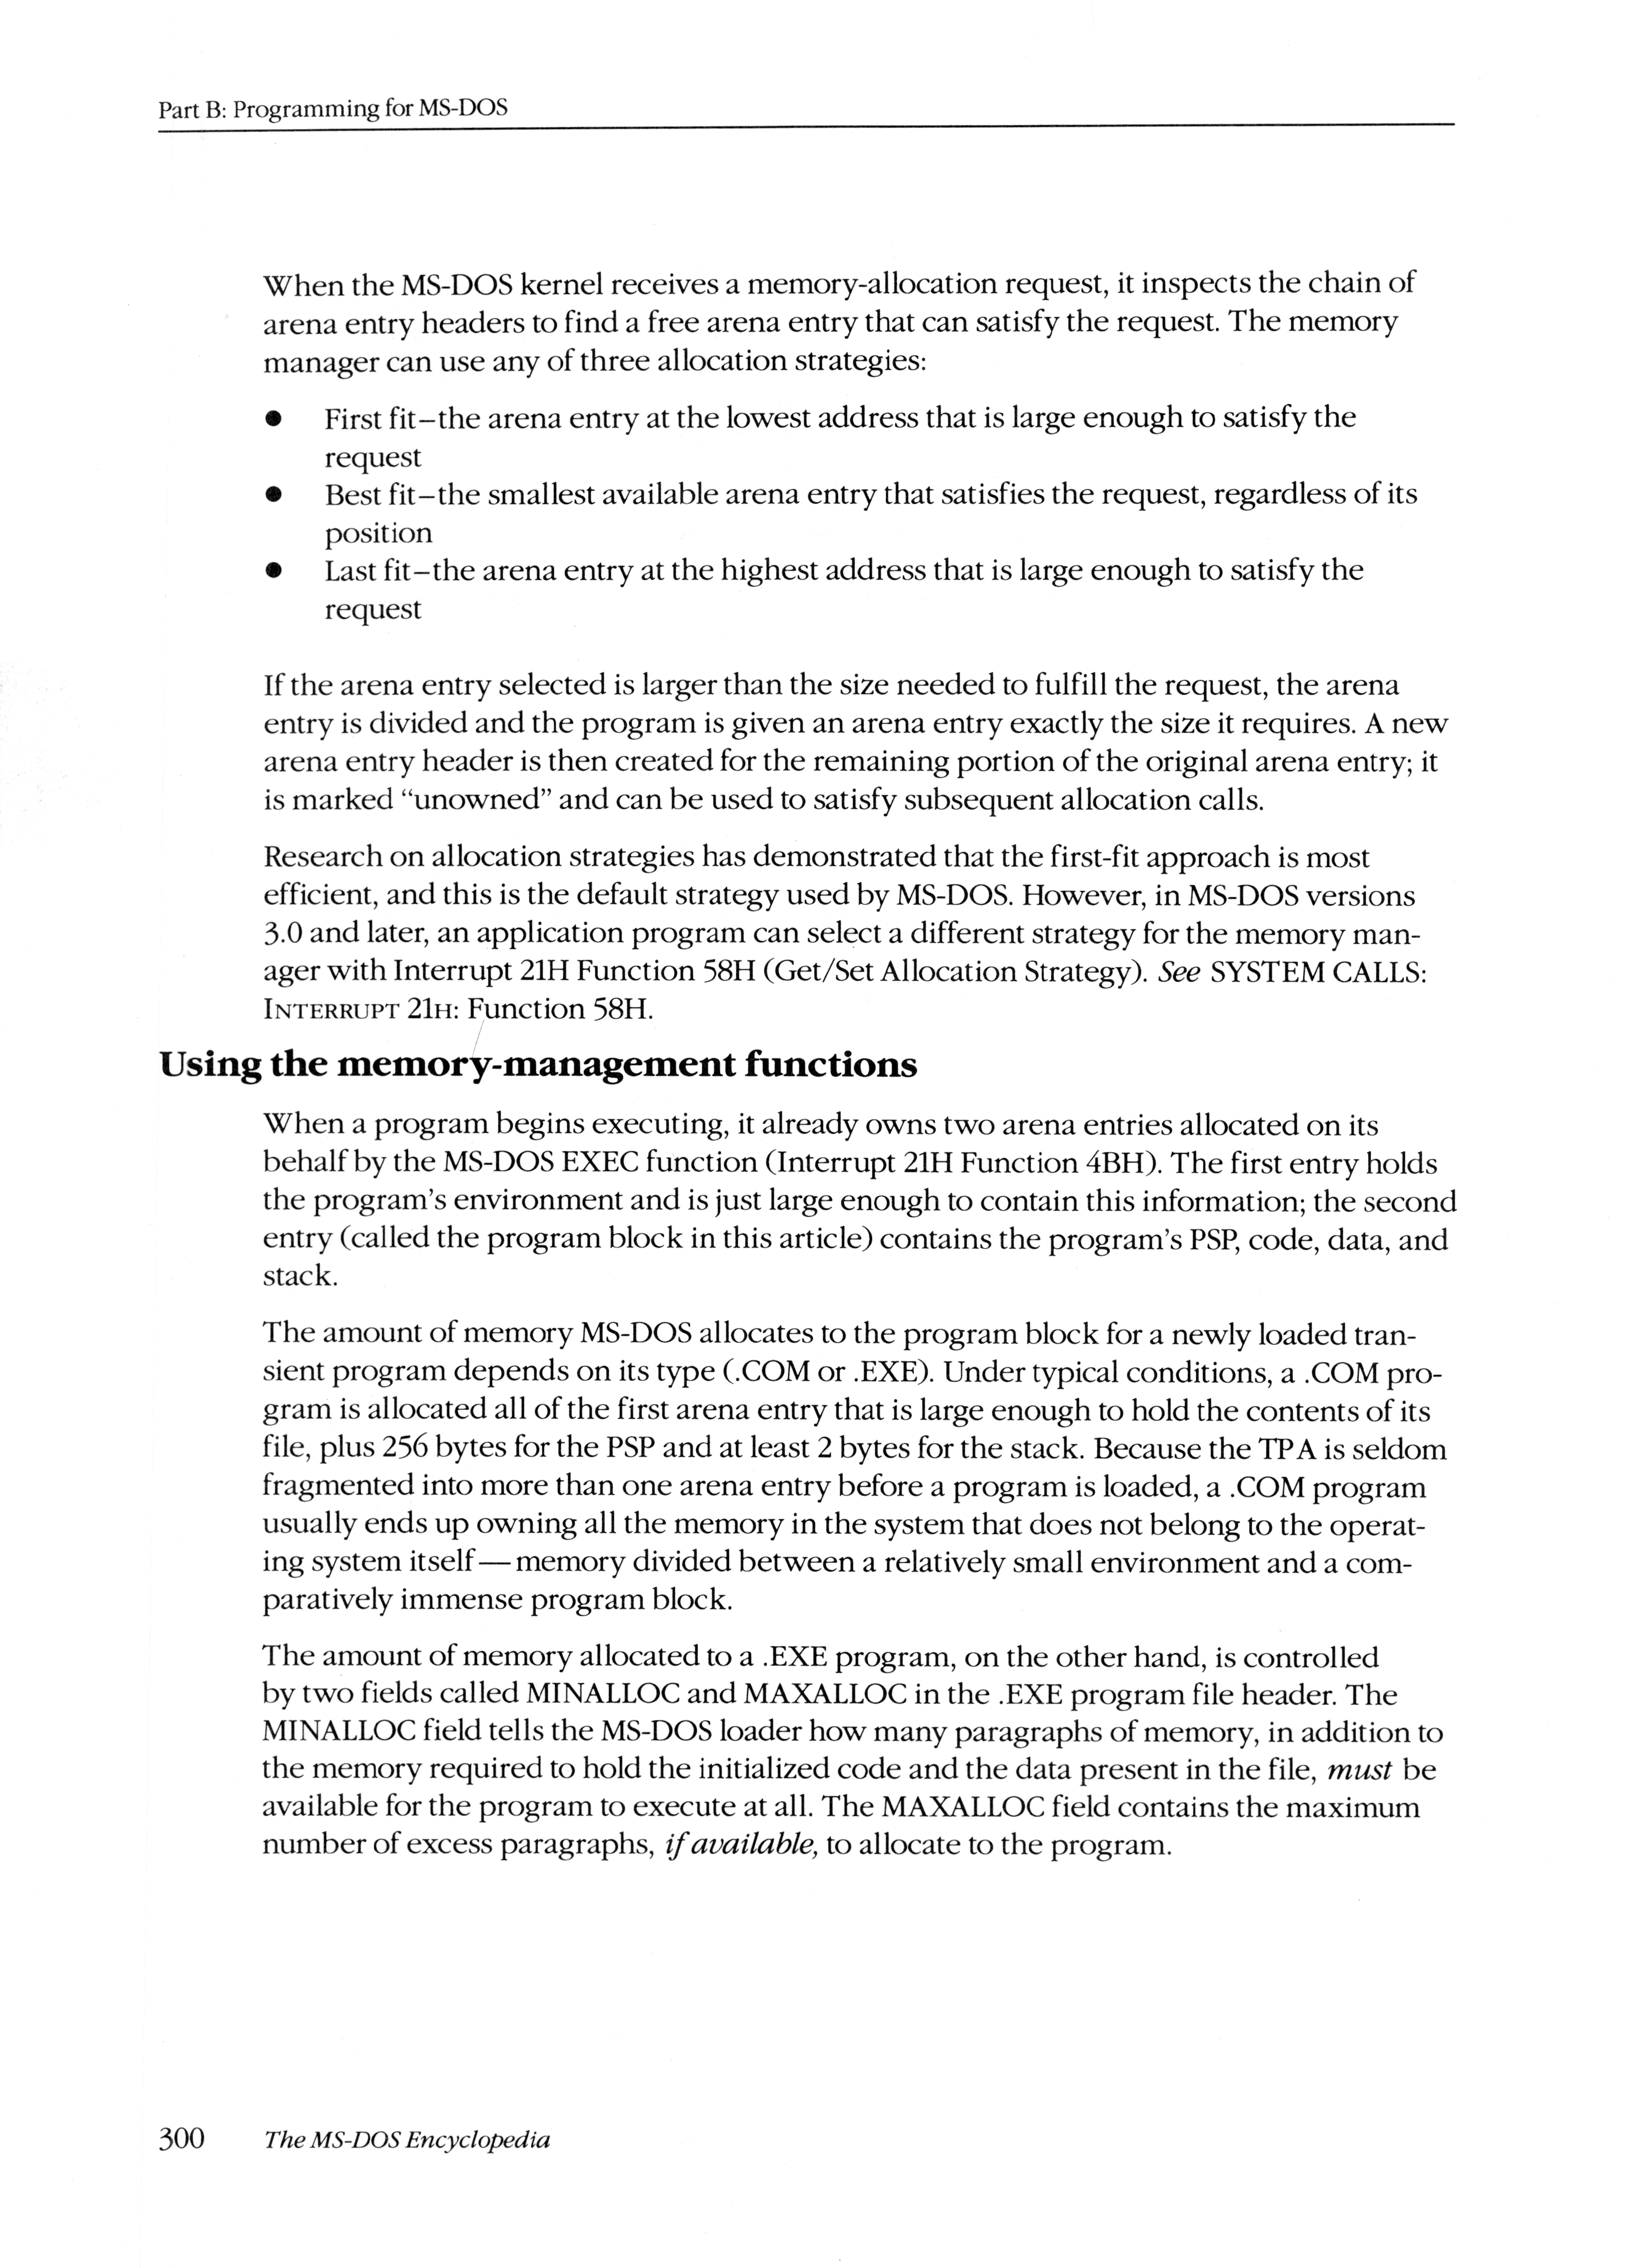 Part B: Programming for MS-DOS
When the MS-DOS kernel receives a memory-allocation request, it inspects the chain of
arena entry headers to find a free arena entry that can satisfy the request. The memory
manager can use any of three allocation strategies:
● First fit–the arena entry at the lowest address that is large enough to satisfy the
request
● Best fit–the smallest available arena entry that satisfies the request, regardless of its
position
● Last fit–the arena entry at the highest address that is large enough to satisfy the
request
If the arena entry selected is larger than the size needed to fulfill the request, the arena
entry is divided and the program is given an arena entry exactly the size it requires. A new
arena entry header is then created for the remaining portion of the original arena entry; it
is marked “unowned” and can be used to satisfy subsequent allocation calls.
Research on allocation strategies has demonstrated that the first-fit approach is most
efficient, and this is the default strategy used by MS-DOS. However, in MS-DOS versions
3.0 and later, an application program can select a different strategy for the memory man-
ager with Interrupt 21H Function 58H (Get/Set Allocation Strategy). See SYSTEM CALLS:
INTERRUPT 21H: Function 58H.
Using the memory-management functions
When a program begins executing, it already owns two arena entries allocated on its
behalf by the MS-DOS EXEC function (Interrupt 21H Function 4BH). The first entry holds
the program’s environment and is just large enough to contain this information; the second
entry (called the program block in this article) contains the program’s PSP, code, data, and
stack.
The amount of memory MS-DOS allocates to the program block for a newly loaded tran-
sient program depends on its type (.COM or .EXE). Under typical conditions, a .COM pro-
gram is allocated all of the first arena entry that is large enough to hold the contents of its
file, plus 256 bytes for the PSP and at least 2 bytes for the stack. Because the TPA is seldom
fragmented into more than one arena entry before a program is loaded, a .COM program
usually ends up owning all the memory in the system that does not belong to the operat-
ing system itself — memory divided between a relatively small environment and a com-
paratively immense program block.
The amount of memory allocated to a .EXE program, on the other hand, is controlled
by two fields called MINALLOC and MAXALLOC in the .EXE program file header. The
MINALLOC field tells the MS-DOS loader how many paragraphs of memory, in addition to
the memory required to hold the initialized code and the data present in the file, must be
available for the program to execute at all. The MAXALLOC field contains the maximum
number of excess paragraphs, if available, to allocate to the program.
300 The MS-DOS Encyclopedia